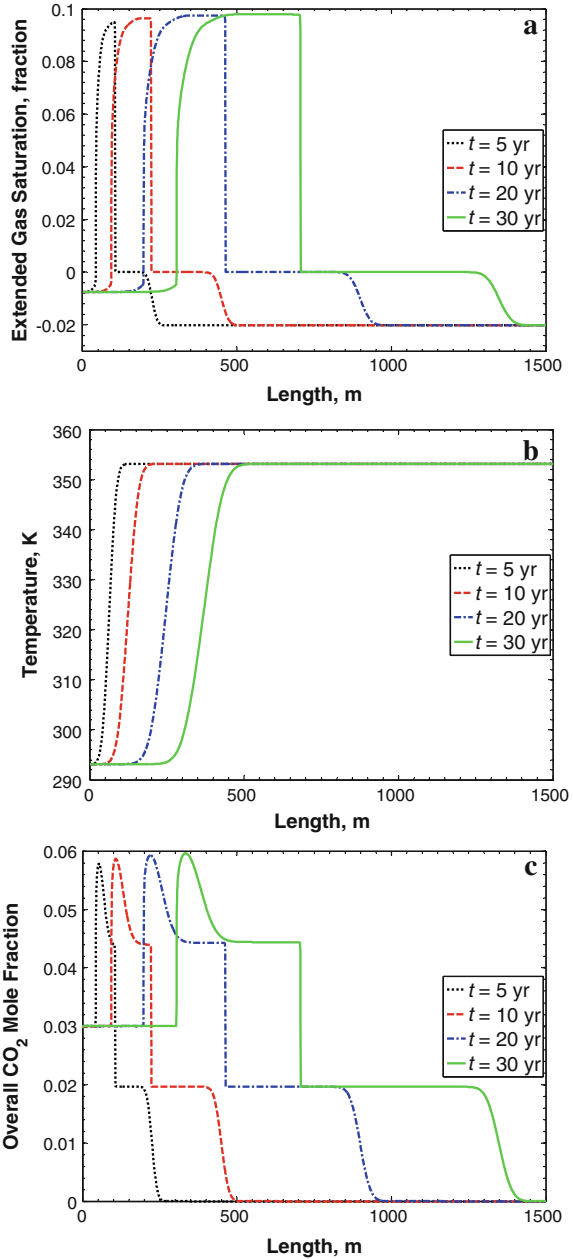 a
Extended Gas Saturation, fraction
0.1
0.08
0.06
0.04
0.02
0
-0.02
t = 5 yr
t = 10 yr
t = 20 yr
t = 30 yr
0 500 1000 1500
Length, m
b
Temperature, K
360
350
340
330
320
310
300
290
t = 5 yr
t = 10 yr
t = 20 yr
t = 30 yr
0 500 1000 1500
Length, m
c
Overall CO2 Mole Fraction
0.06
0.05
0.04
0.03
0.02
0.01
0
t = 5 yr
t = 10 yr
t = 20 yr
t = 30 yr
0 500 1000 1500
Length, m